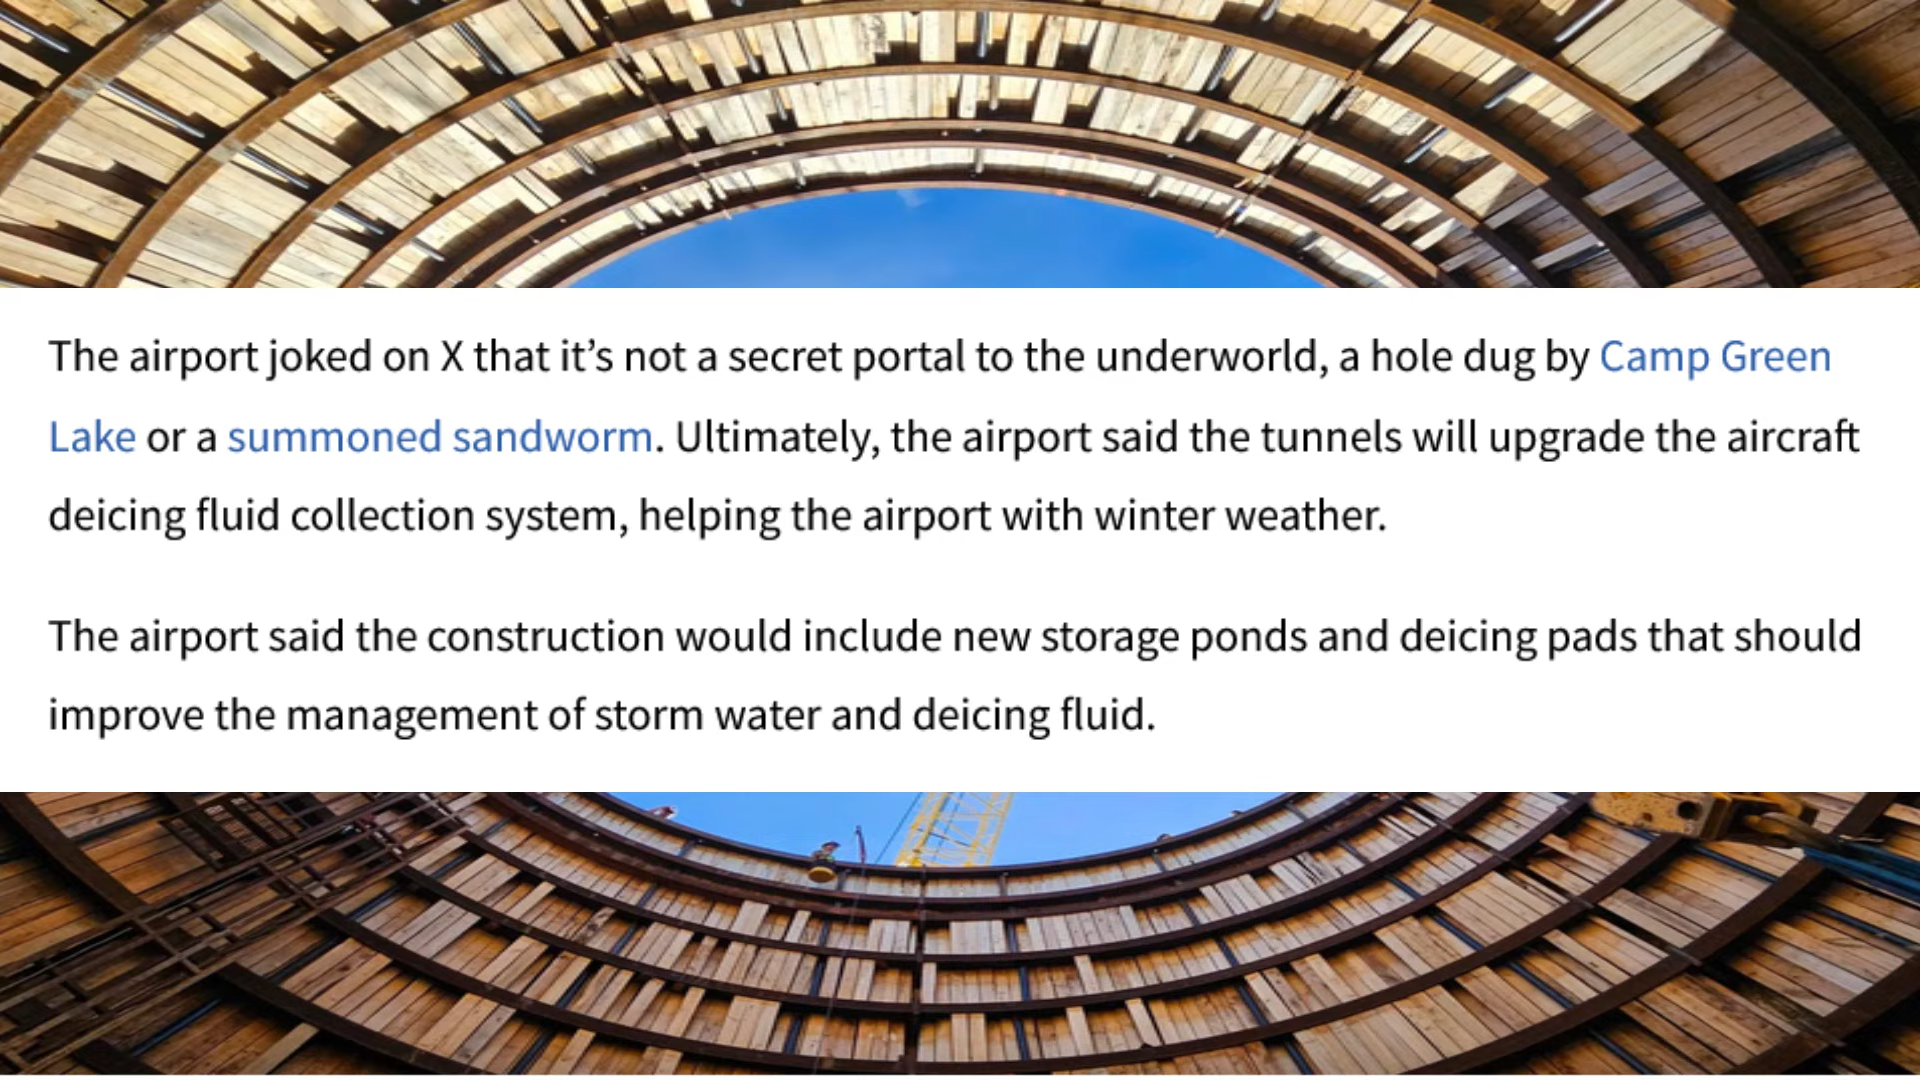 The airport joked on X that it’s not a secret portal to the underworld, a hole dug by Camp Green
Lake or a summoned sandworm. Ultimately, the airport said the tunnels will upgrade the aircraft
deicing fluid collection system, helping the airport with winter weather.
The airport said the construction would include new storage ponds and deicing pads that should
improve the management of storm water and deicing fluid.